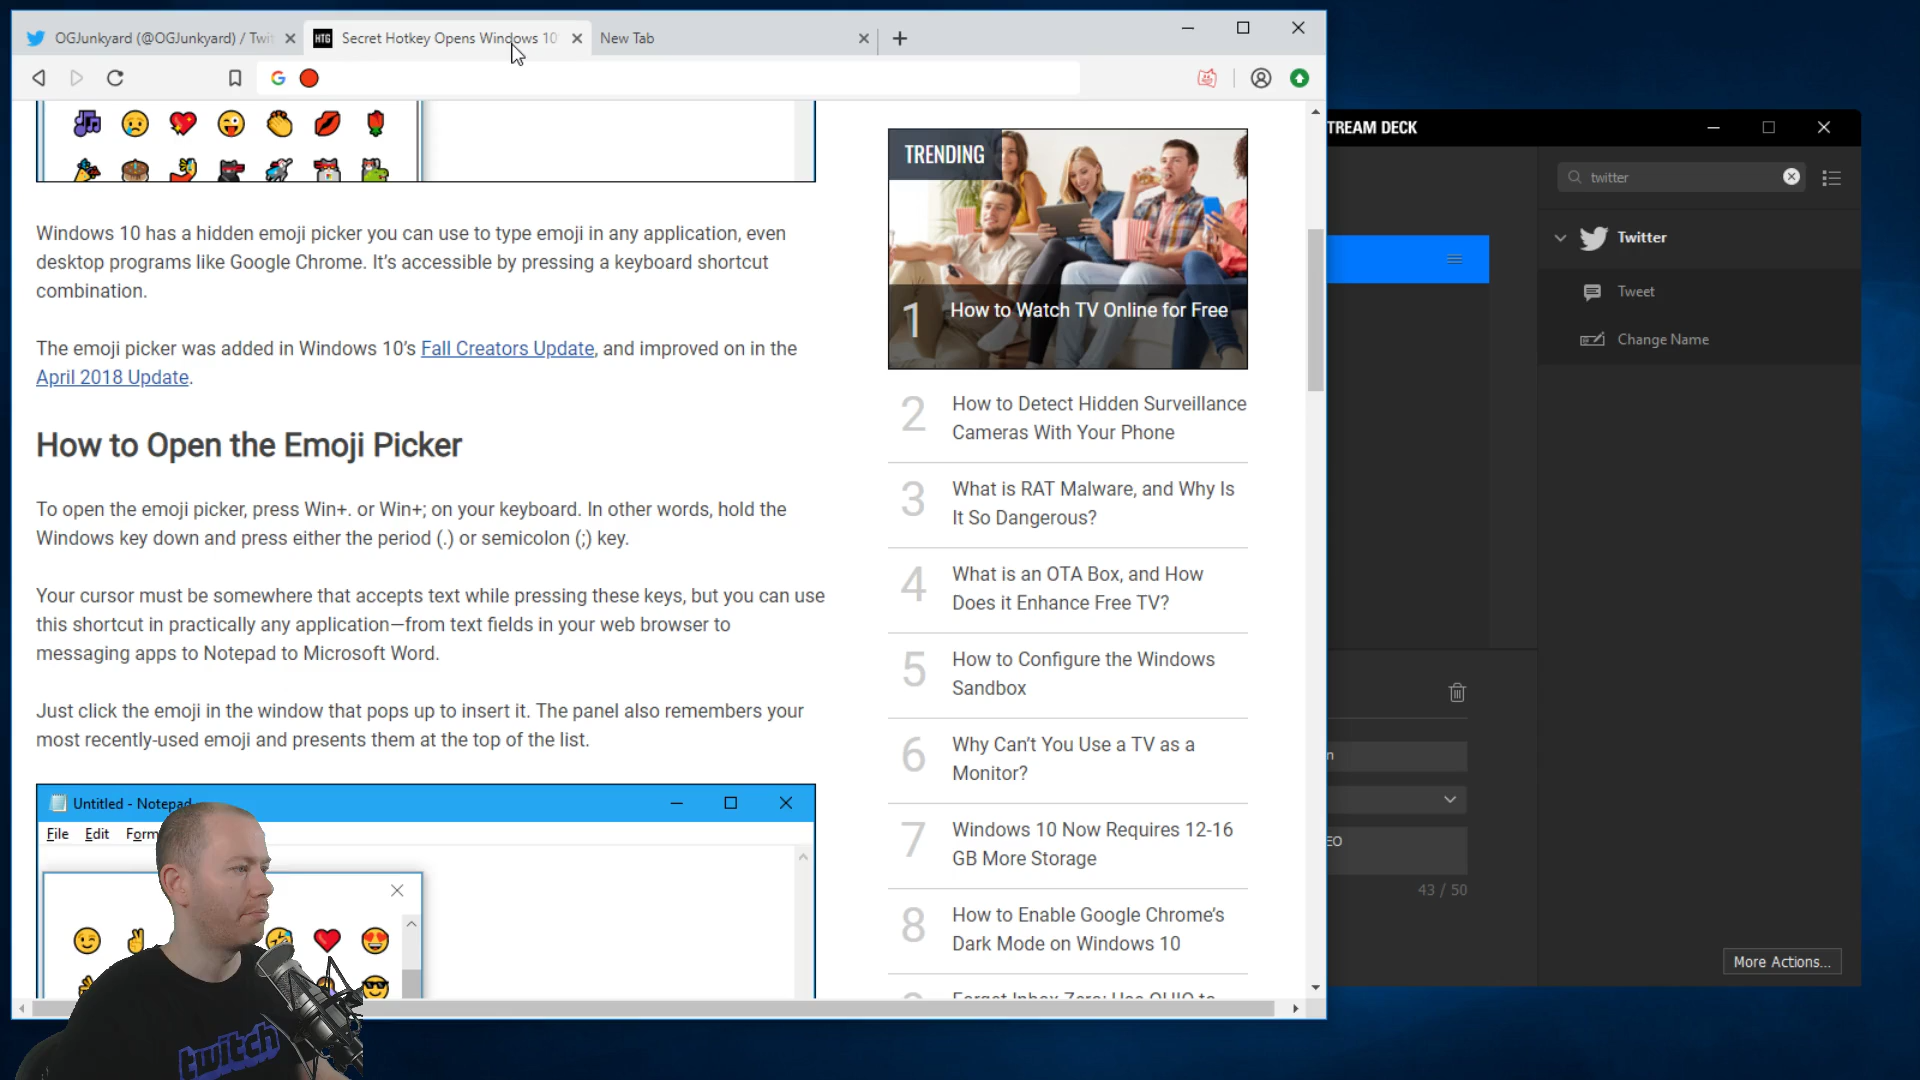 OGJunkyard (@OGJunkyard) / Twi
Secret Hotkey Opens Windows 10
New Tab
Windows 10 has a hidden emoji picker you can use to type emoji in any application, even
desktop programs like Google Chrome. It’s accessible by pressing a keyboard shortcut
combination.
The emoji picker was added in Windows 10’s Fall Creators Update, and improved on in the
April 2018 Update.
How to Open the Emoji Picker
To open the emoji picker, press Win+. or Win+; on your keyboard. In other words, hold the
Windows key down and press either the period (.) or semicolon (;) key.
Your cursor must be somewhere that accepts text while pressing these keys, but you can use
this shortcut in practically any application—from text fields in your web browser to
messaging apps to Notepad to Microsoft Word.
Just click the emoji in the window that pops up to insert it. The panel also remembers your
most recently-used emoji and presents them at the top of the list.
Untitled - Notepad
File Edit Form
twitch
TRENDING
1 How to Watch TV Online for Free
2 How to Detect Hidden Surveillance
Cameras With Your Phone
3 What is RAT Malware, and Why Is
It So Dangerous?
4 What is an OTA Box, and How
Does it Enhance Free TV?
5 How to Configure the Windows
Sandbox
6 Why Can’t You Use a TV as a
Monitor?
7 Windows 10 Now Requires 12-16
GB More Storage
8 How to Enable Google Chrome’s
Dark Mode on Windows 10
Forget Inbox Zero: Use OHIO to
TREAM DECK
twitter
Twitter
Tweet
Change Name
n
EO
43 / 50
More Actions...
HTG